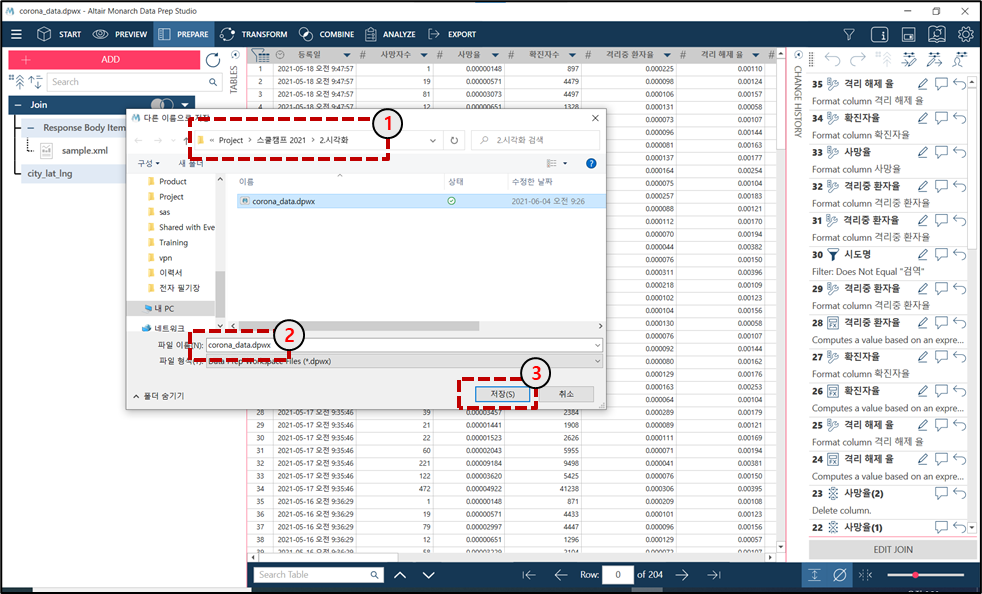 corona_data.dpwx - Altair Monarch Data Prep Studio
START PREVIEW PREPARE TRANSFORM COMBINE ANALYZE EXPORT
ADD
Search
Join
Response Body Item
sample.xml
city_lat_lng
TABLES
등록일 # 사망자수 # 사망율 # 확진자수 # 격리중 환자율 # 격리 해제 율 #
1 2021-05-18 오전 9:47:57 1 0.00000148 897 0.000225 0.00110
2 2021-05-18 오전 9:47:57 19 0.00000571 4479 0.000098 0.00124
3 2021-05-18 오전 9:47:57 81 0.00003073 4497 0.000106 0.00157
4 2021-05-18 오전 9:47:57 12 0.00000651 1328 0.000131 0.00058
0.000073 0.00107
0.000096 0.00094
0.000081 0.00163
0.000137 0.00177
0.000164 0.00254
0.000075 0.00104
0.000257 0.00183
0.000088 0.00121
0.000112 0.00170
0.000070 0.00194
0.000044 0.00382
0.000076 0.00150
0.000311 0.00396
0.000218 0.00109
0.000102 0.00123
0.000104 0.00156
0.000130 0.00058
0.000076 0.00107
0.000092 0.00144
0.000080 0.00162
0.000129 0.00176
0.000163 0.00253
0.000064 0.00104
다른 이름으로 저장
1
« Project > 스쿨캠프 2021 > 2.시각화
2.시각화 검색
구성 새 폴더
Product
Project
sas
Shared with Eve
Training
vpn
이력서
전자 필기장
내 PC
네트워크
이름 상태 수정한 날짜
corona_data.dpwx 2021-06-04 오전 9:26
2
파일 이름(N): corona_data.dpwx
파일 형식(T): Data Prep Workspace Files (*.dpwx)
3
폴더 숨기기 저장(S) 취소
28 2021-05-17 오전 9:35:46 39 0.00003457 2384 0.000289 0.00179
29 2021-05-17 오전 9:35:46 21 0.00001441 1908 0.000089 0.00121
30 2021-05-17 오전 9:35:46 22 0.00001523 2626 0.000111 0.00169
31 2021-05-17 오전 9:35:46 60 0.00002043 5955 0.000071 0.00194
32 2021-05-17 오전 9:35:46 221 0.00009184 9498 0.000041 0.00381
33 2021-05-17 오전 9:35:46 122 0.00003620 5425 0.000076 0.00150
34 2021-05-17 오전 9:35:46 472 0.00004922 41238 0.000306 0.00395
35 2021-05-16 오전 9:36:29 1 0.00000148 871 0.000209 0.00108
36 2021-05-16 오전 9:36:29 19 0.00000571 4433 0.000101 0.00123
37 2021-05-16 오전 9:36:29 79 0.00002997 4447 0.000096 0.00156
38 2021-05-16 오전 9:36:29 12 0.00000651 1296 0.000129 0.00057
39 2021-05-16 오전 9:36:29 58 0.00003229 2104 0.000072 0.00106
Search Table Row: 0 of 204
CHANGE HISTORY
35 격리 해제 율
Format column 격리 해제 율
34 확진자율
Format column 확진자율
33 사망율
Format column 사망율
32 격리중 환자율
Format column 격리중 환자율
31 격리중 환자율
Format column 격리중 환자율
30 시도명
Filter: Does Not Equal "검역"
29 격리중 환자율
Format column 격리중 환자율
28 격리중 환자율
Computes a value based on an expre...
27 확진자율
Format column 확진자율
26 확진자율
Computes a value based on an expre...
25 격리 해제 율
Format column 격리 해제 율
24 격리 해제 율
Computes a value based on an expre...
23 사망율(2)
Delete column.
22 사망율(1)
EDIT JOIN